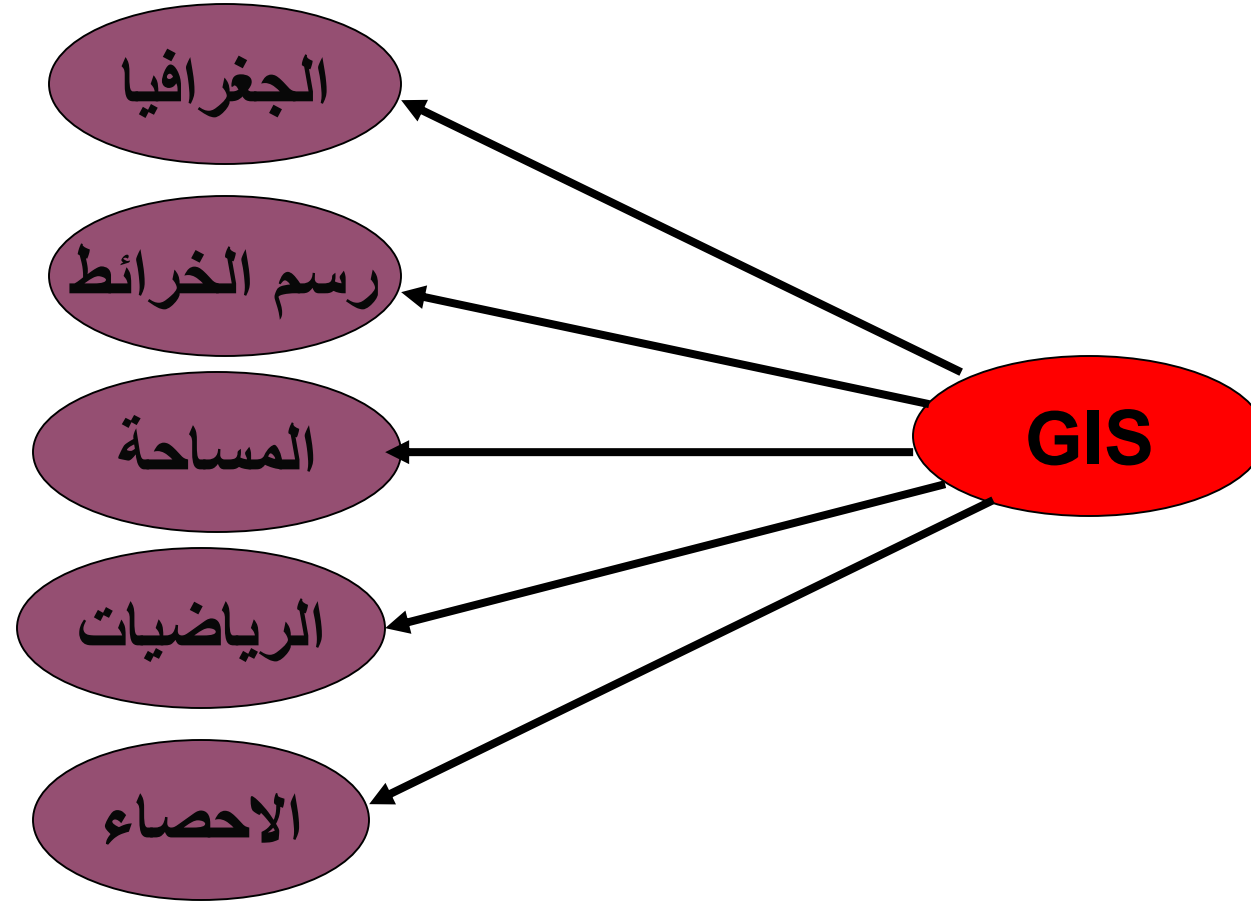 الجغرافيا
رسم الخرائط
المساحة
الرياضيات
الاحصاء
GIS